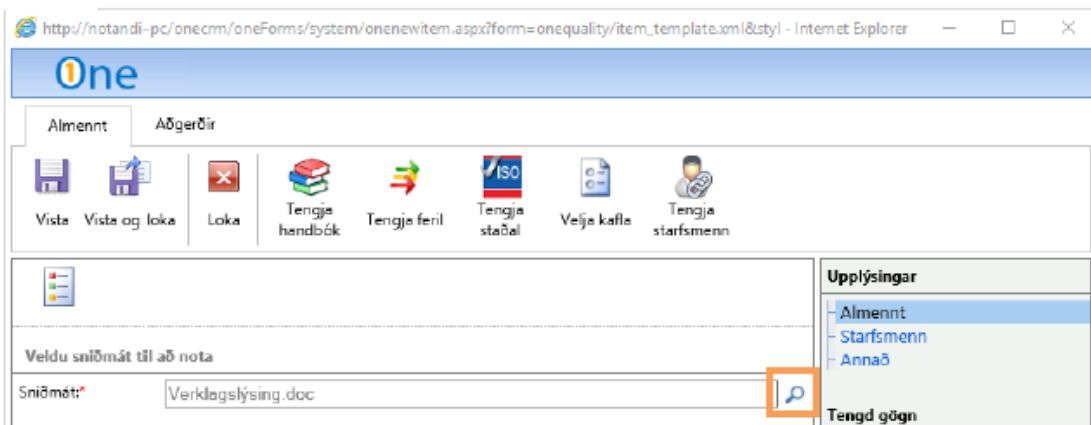 http://notandi-pc/onecrm/oneForms/system/onenewitem.aspx?form=onequality/item_template.xml&styl - Internet Explorer
One
Almennt Aðgerðir
Vista Vista og loka Loka Tengja handbók Tengja feril Tengja staðal Velja kafla Tengja starfsmenn
ISO
Upplýsingar
Almennt
Starfsmenn
Annað
Veldu sniðmát til að nota
Sniðmát:* Verklagslýsing.doc
Tengd gögn